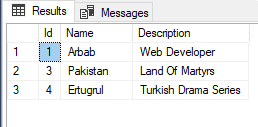 Results Messages
Id Name Description
1 1 Arbab Web Developer
2 3 Pakistan Land Of Martyrs
3 4 Ertugrul Turkish Drama Series